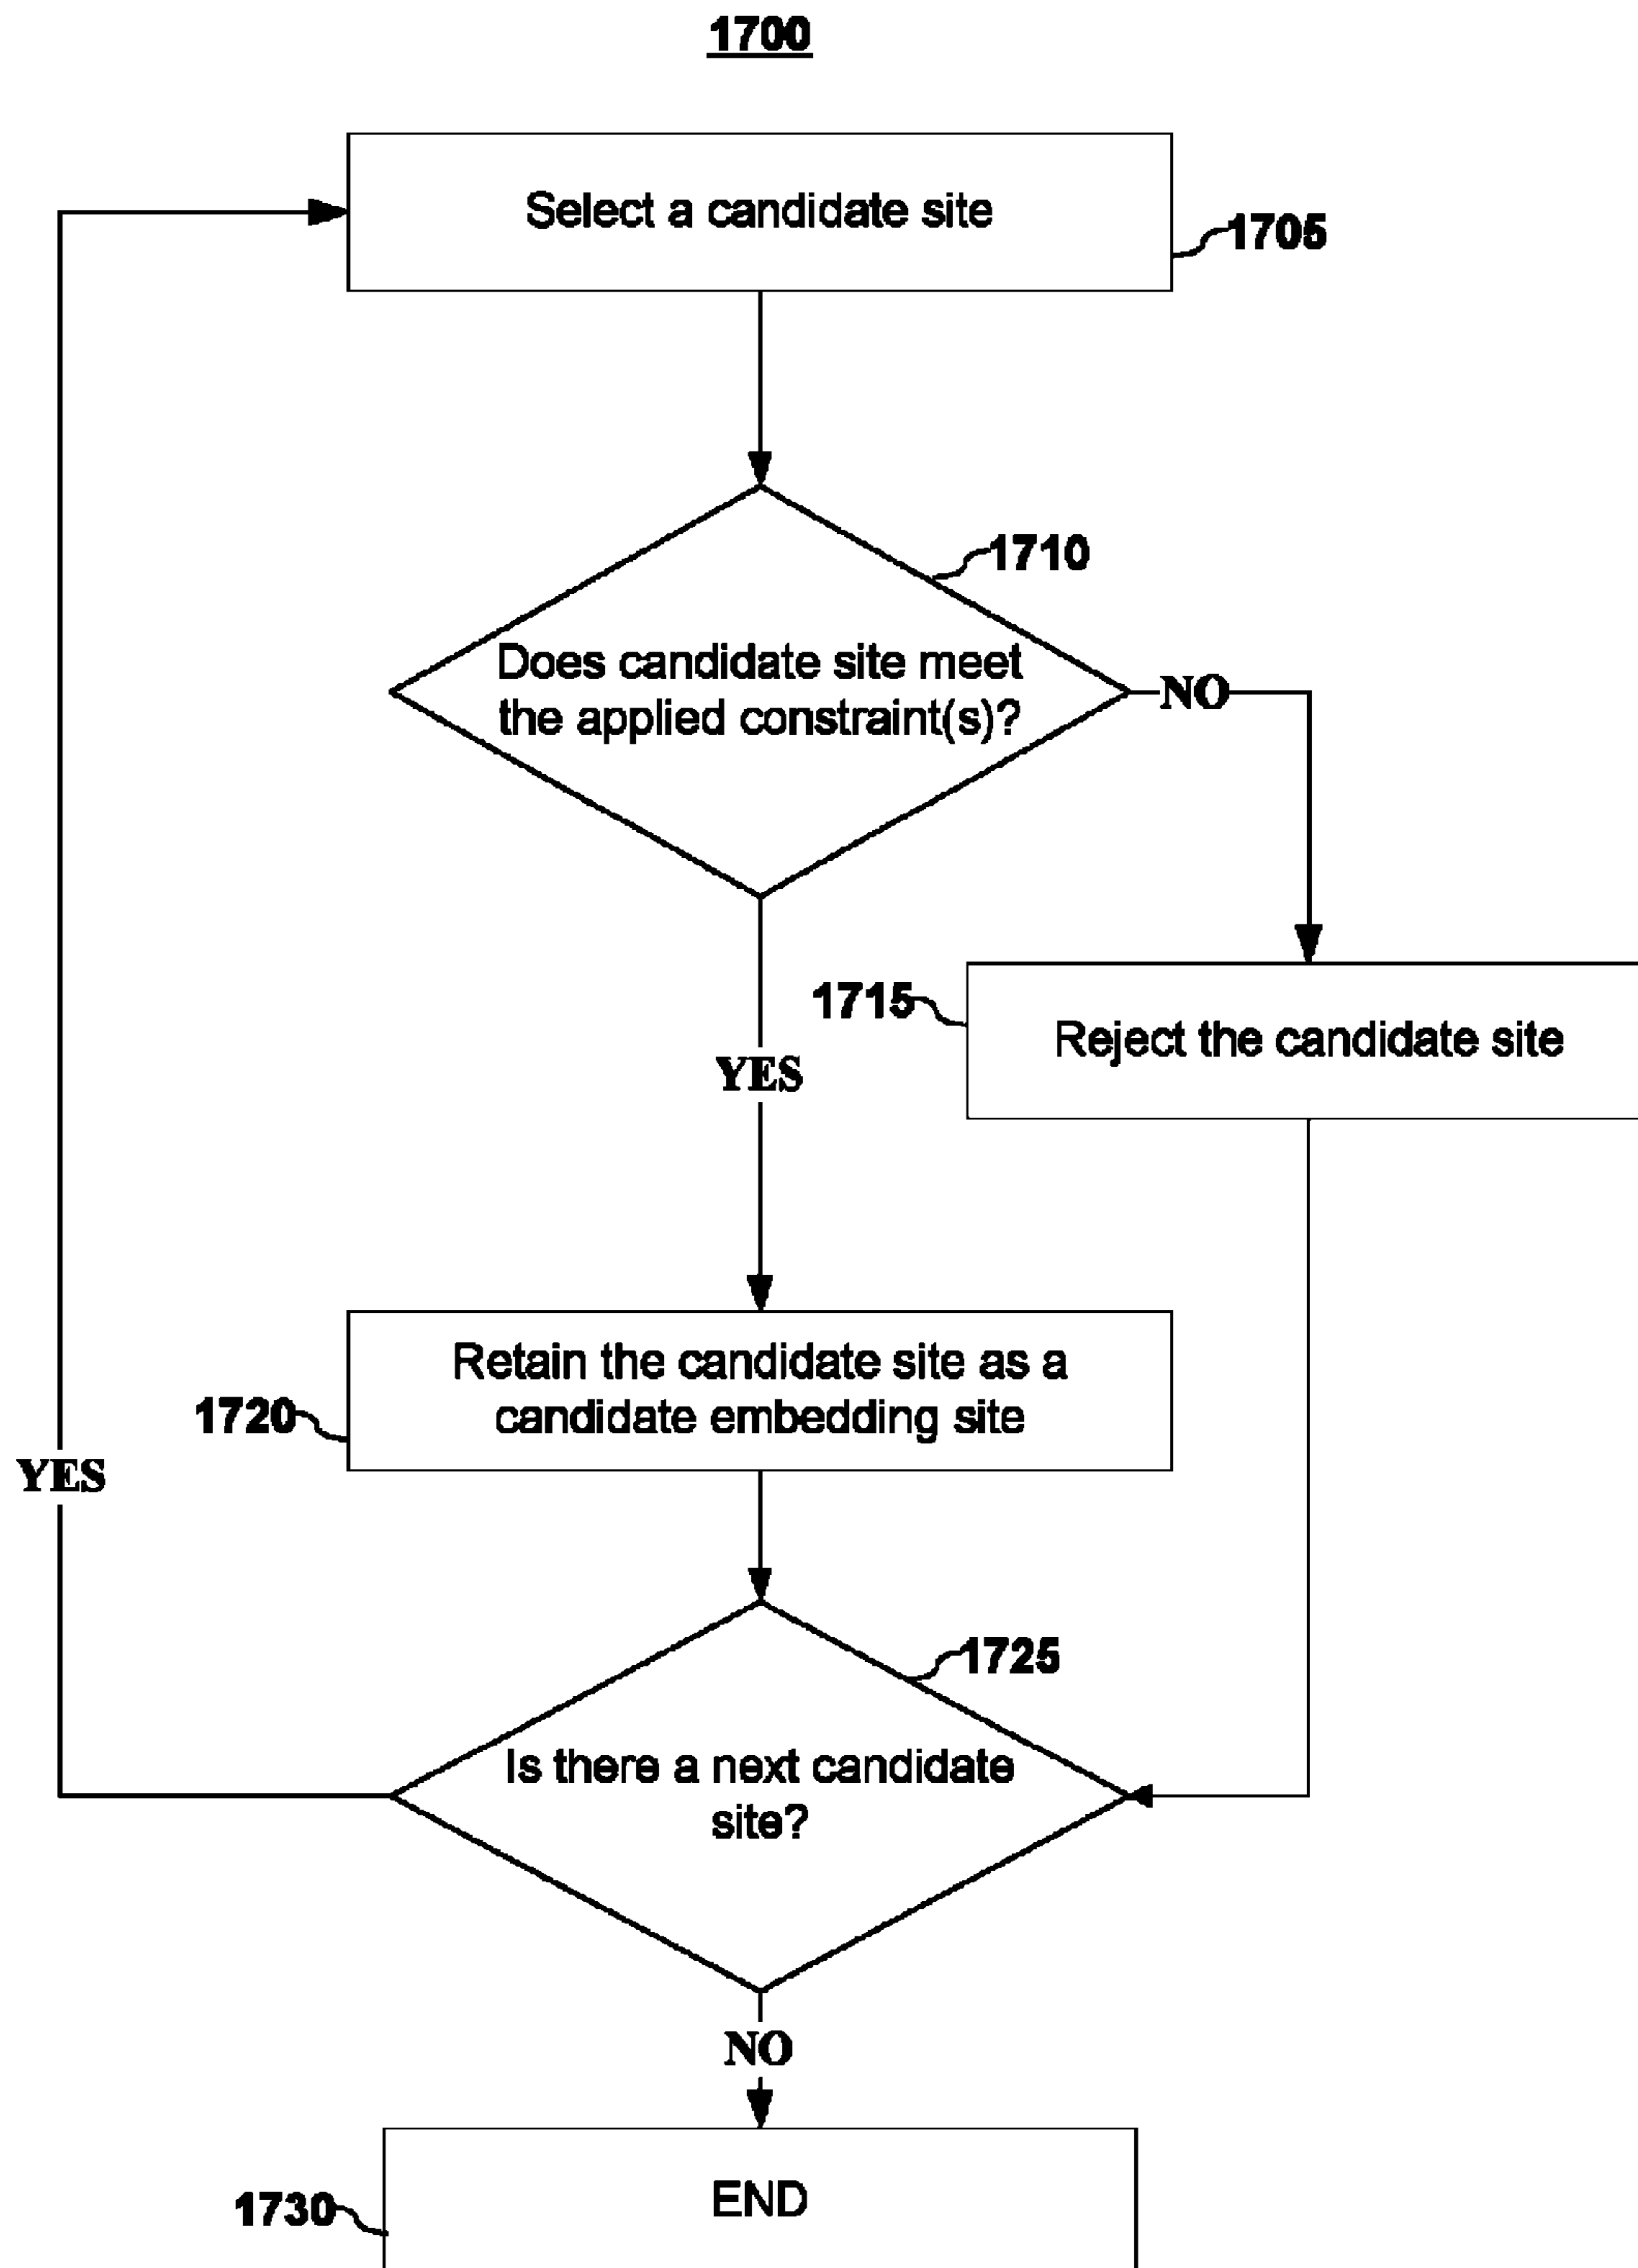 1700
Select a candidate site
1705
1710
Does candidate site meet
the applied constraint(s)?
NO
1715
Reject the candidate site
YES
Retain the candidate site as a
candidate embedding site
1720
YES
1725
Is there a next candidate
site?
NO
END
1730